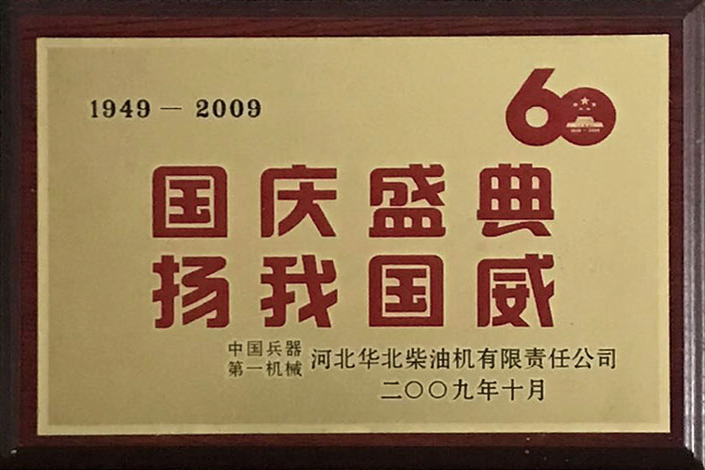 1949 — 2009
60
1949 — 2009
国庆盛典
扬我国威
中国兵器
第一机械
河北华北柴油机有限责任公司
二〇〇九年十月